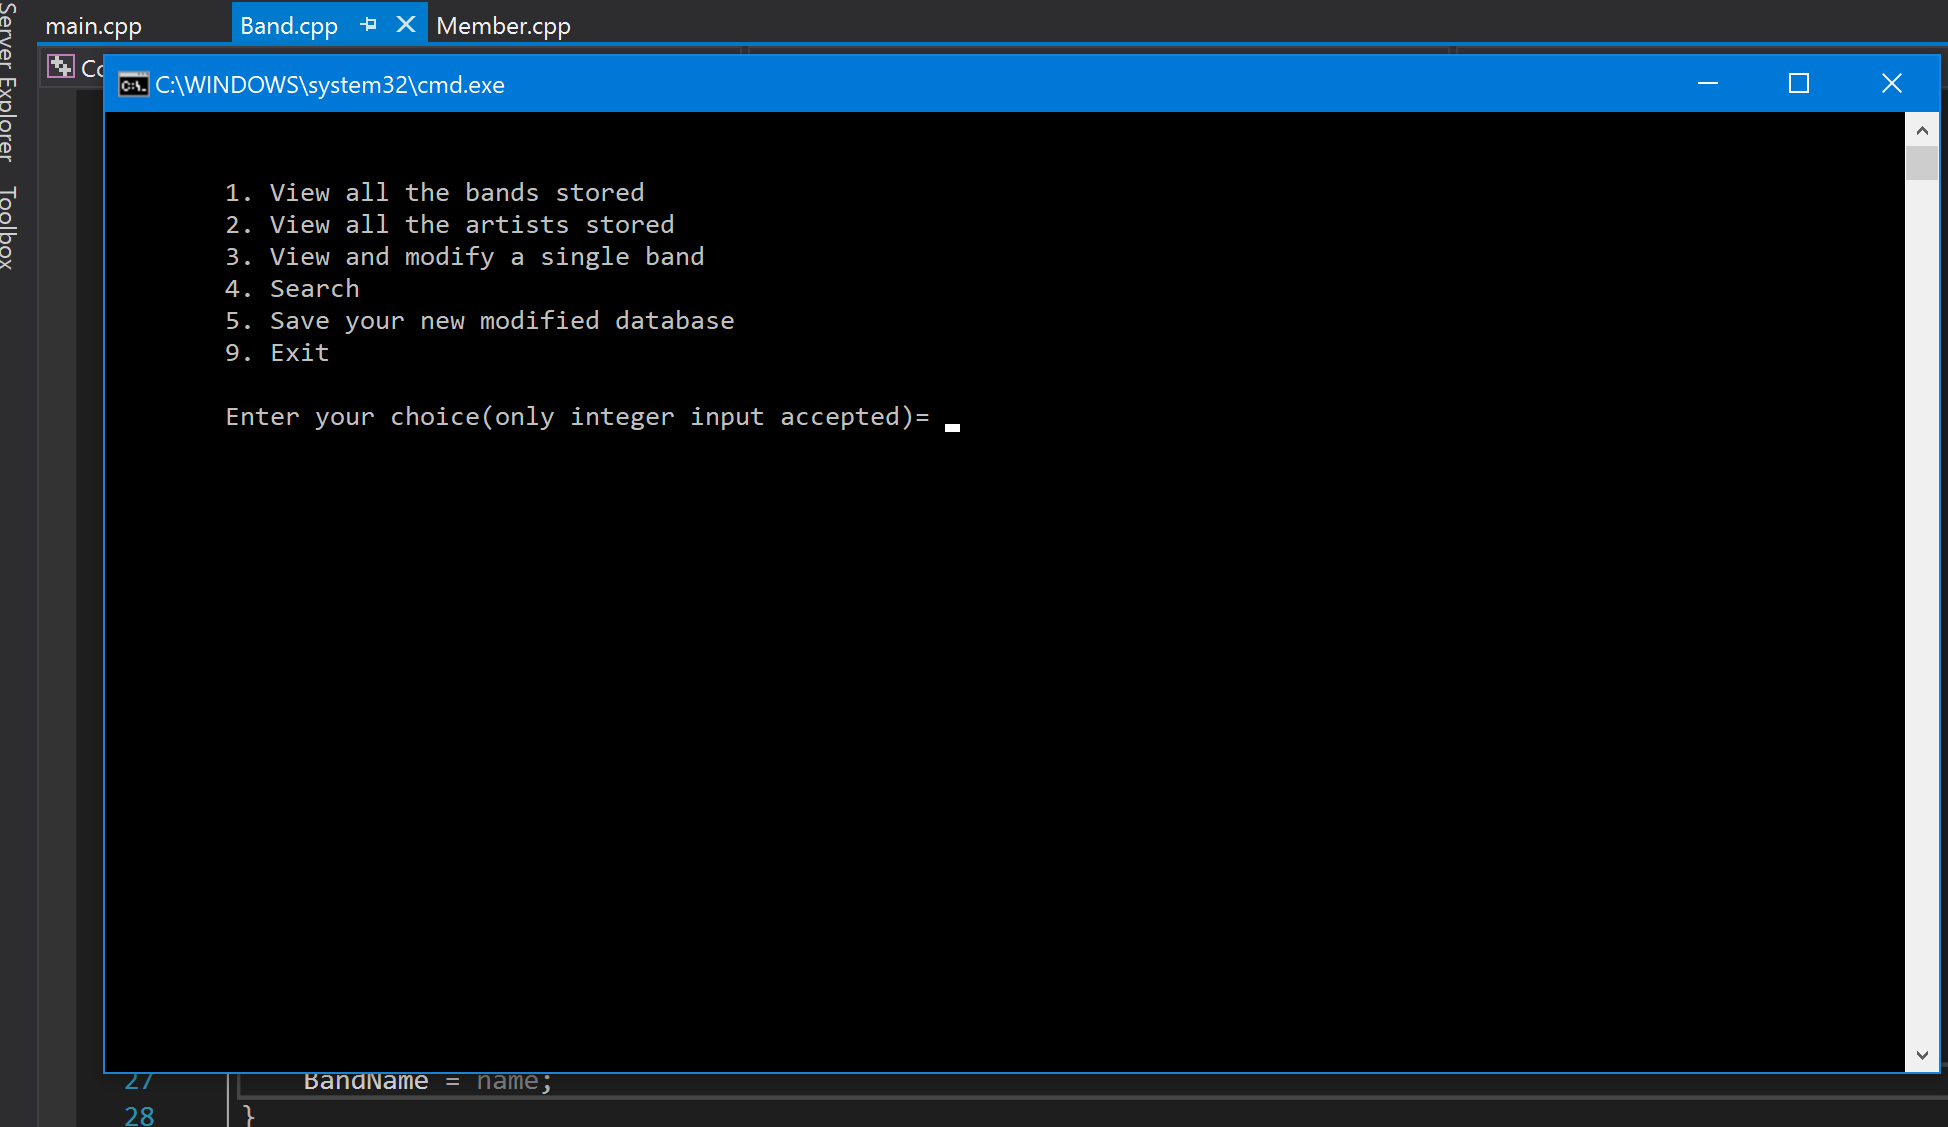 Server Explorer
Toolbox
main.cpp
Band.cpp
Member.cpp
C:\WINDOWS\system32\cmd.exe
1. View all the bands stored
2. View all the artists stored
3. View and modify a single band
4. Search
5. Save your new modified database
9. Exit
Enter your choice(only integer input accepted)=
27 BandName = name;
28 }